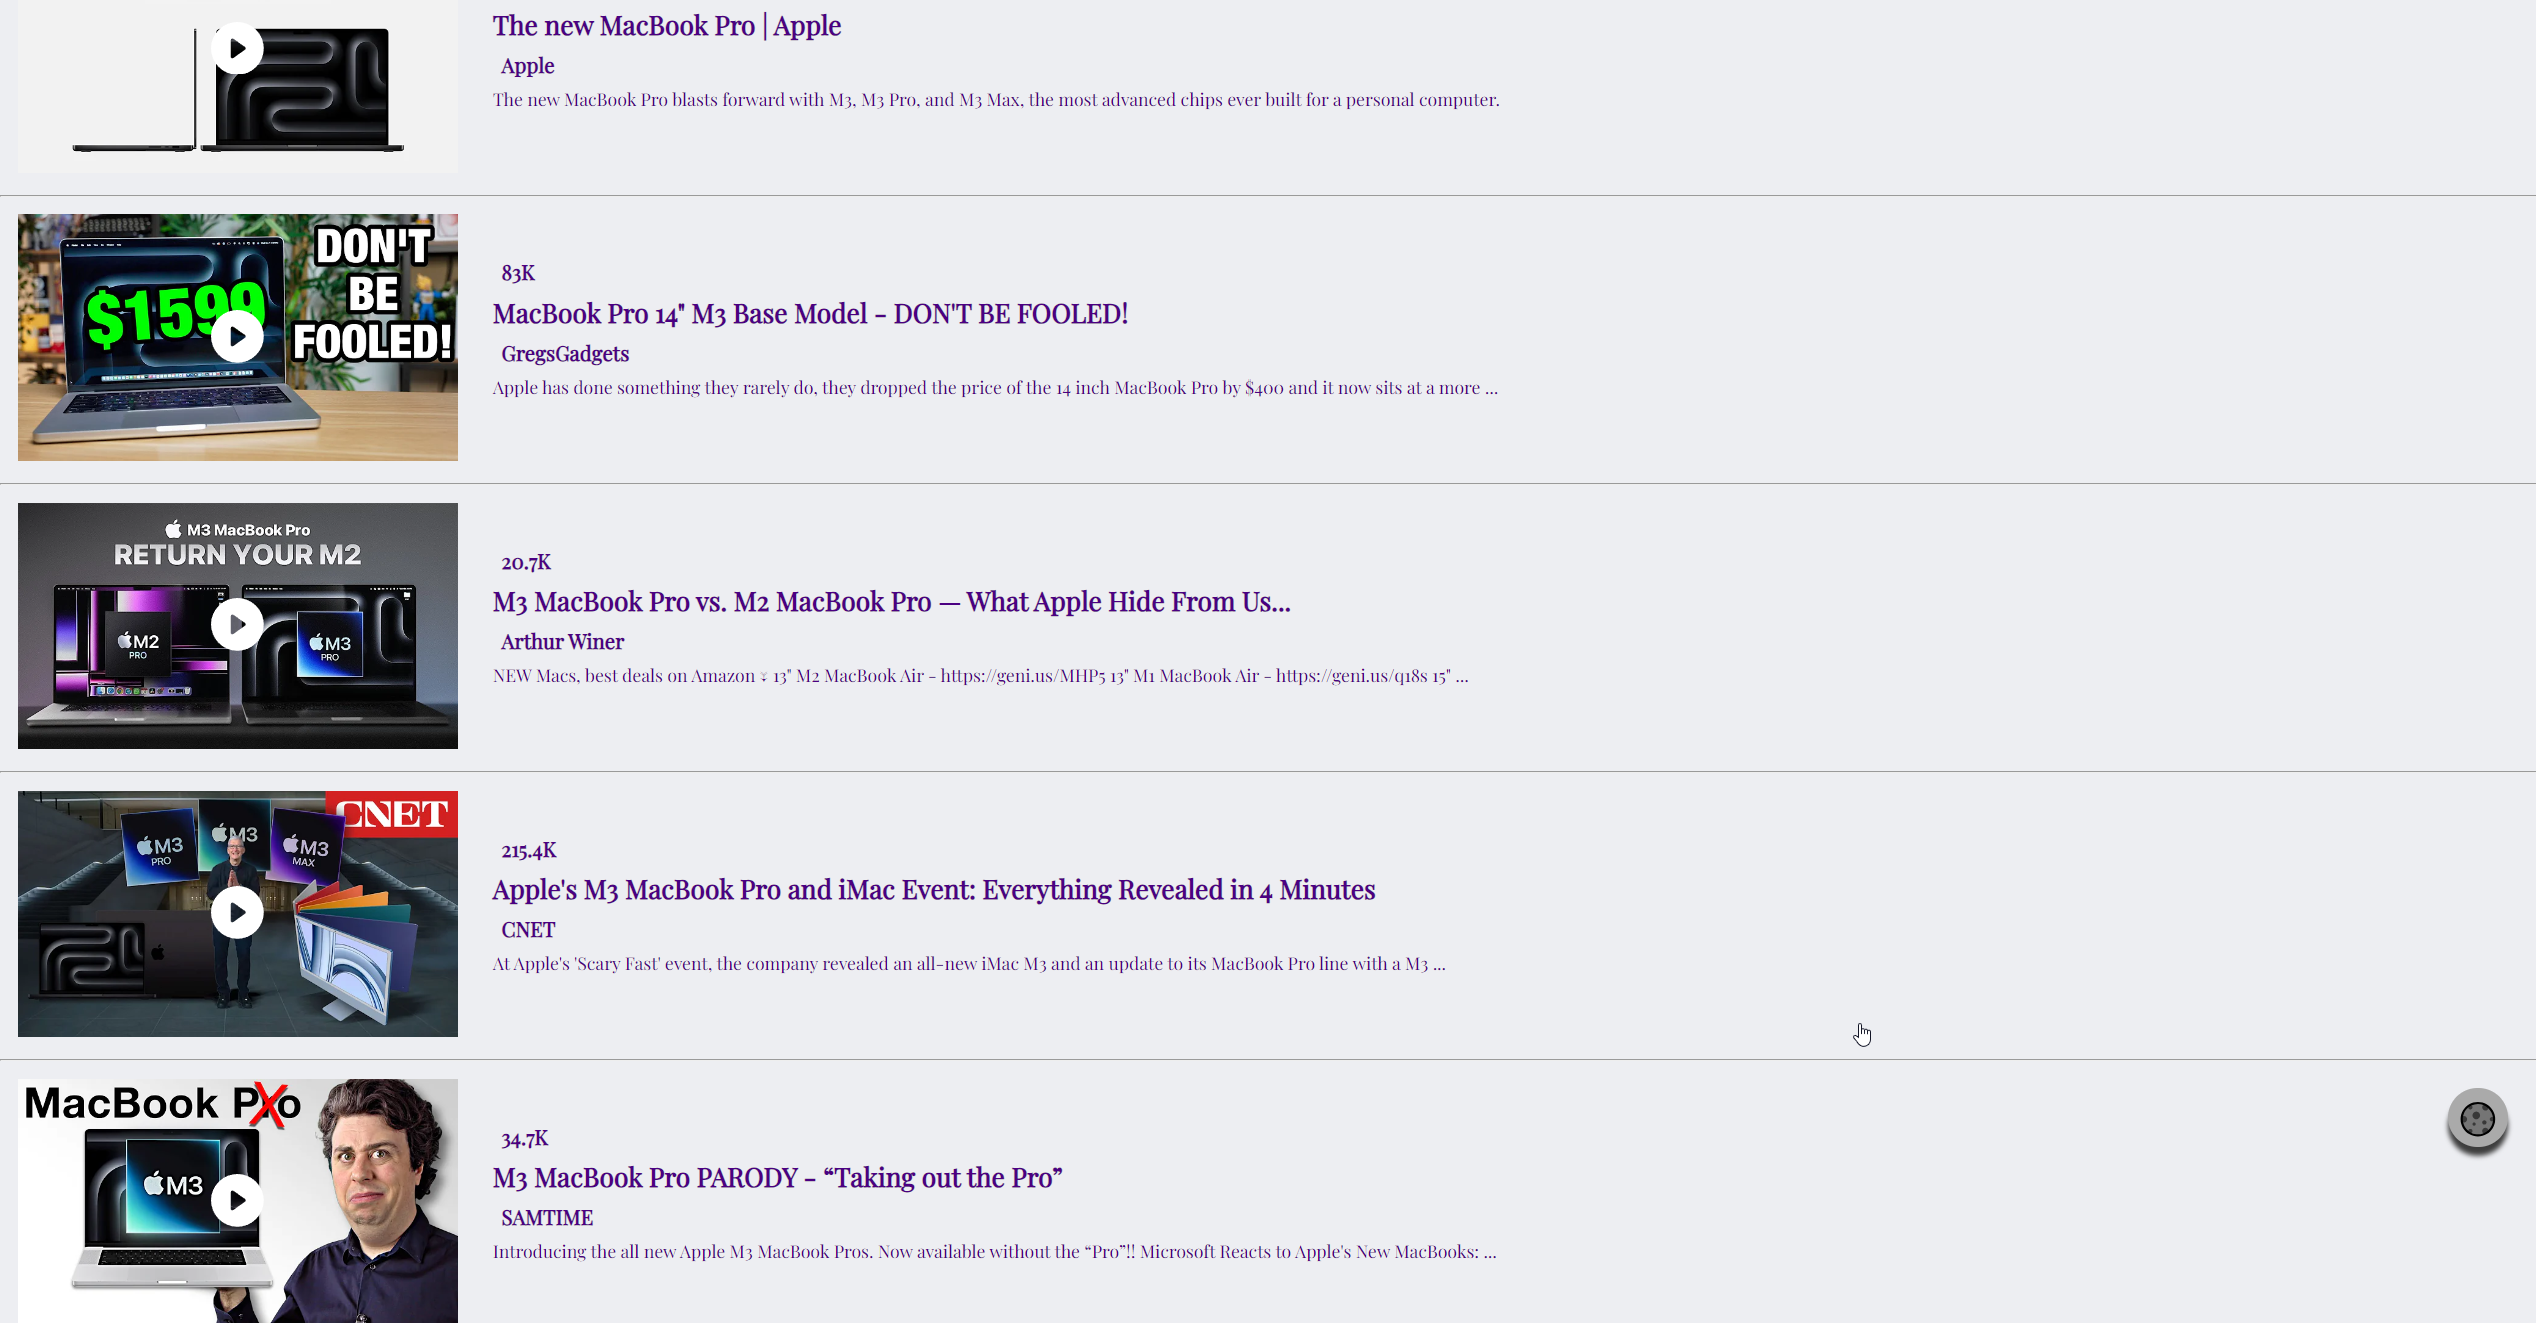 The new MacBook Pro | Apple
Apple
The new MacBook Pro blasts forward with M3, M3 Pro, and M3 Max, the most advanced chips ever built for a personal computer.
$1599
DON'T
BE
FOOLED!
83K
MacBook Pro 14" M3 Base Model - DON'T BE FOOLED!
GregsGadgets
Apple has done something they rarely do, they dropped the price of the 14 inch MacBook Pro by $400 and it now sits at a more ...
M3 MacBook Pro
RETURN YOUR M2
M2
PRO
M3
PRO
20.7K
M3 MacBook Pro vs. M2 MacBook Pro — What Apple Hide From Us...
Arthur Winer
NEW Macs, best deals on Amazon ⌄ 13" M2 MacBook Air - https://geni.us/MHP5 13" M1 MacBook Air - https://geni.us/q18s 15" ...
CNET
M3
PRO
M3
M3
MAX
215.4K
Apple's M3 MacBook Pro and iMac Event: Everything Revealed in 4 Minutes
CNET
At Apple's 'Scary Fast' event, the company revealed an all-new iMac M3 and an update to its MacBook Pro line with a M3 ...
MacBook Pro
M3
34.7K
M3 MacBook Pro PARODY - “Taking out the Pro”
SAMTIME
Introducing the all new Apple M3 MacBook Pros. Now available without the “Pro”!! Microsoft Reacts to Apple's New MacBooks: ...